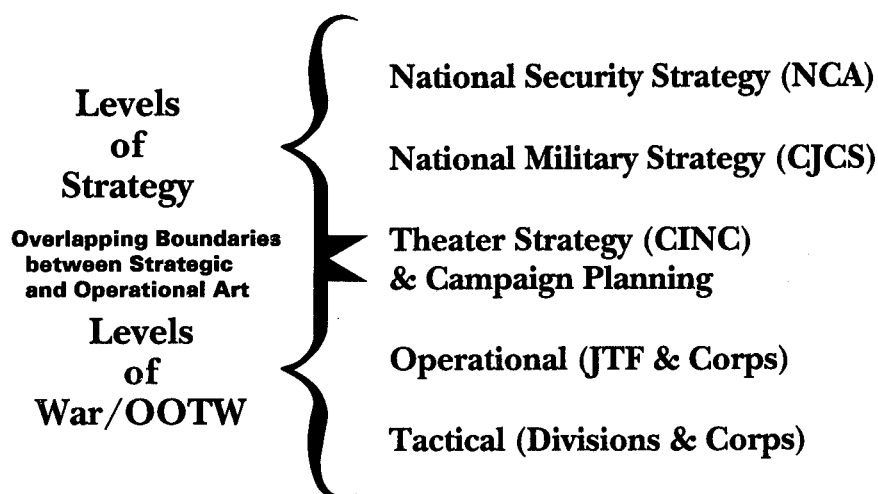 Levels
of
Strategy
Overlapping Boundaries
between Strategic
and Operational Art
Levels
of
War/OOTW
National Security Strategy (NCA)
National Military Strategy (CJCS)
Theater Strategy (CINC)
& Campaign Planning
Operational (JTF & Corps)
Tactical (Divisions & Corps)